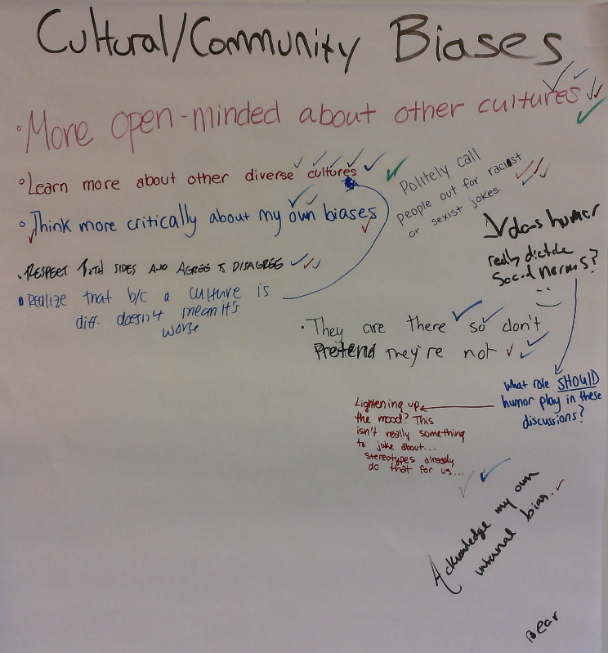 Cultural/Community Biases
• More open-minded about other cultures
• Learn more about other diverse cultures
• Think more critically about my own biases
• Respect Both sides and Agree to Disagree
• Realize that b/c a culture is
diff. doesn't mean it's
worse
Politely call
people out for racist
or sexist jokes.
does humor
really dictate
social norms?
• They are there so don't
Pretend they're not
What role SHOULD
humor play in these
discussions?
Lightening up
the mood? This
isn't really something
to joke about...
stereotypes already
do that for us...
Acknowledge my own
internal bias.